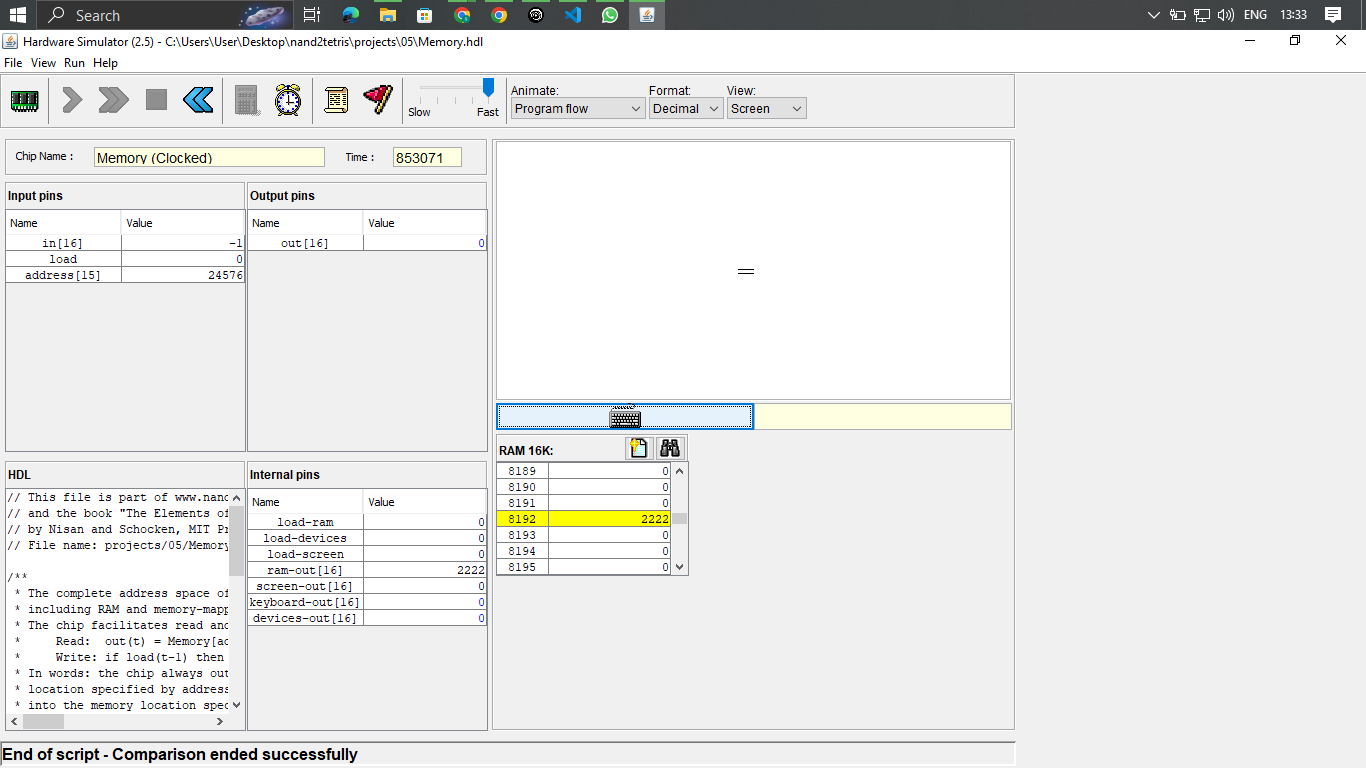 Search
ENG
13:33
Hardware Simulator (2.5) - C:\Users\User\Desktop\nand2tetris\projects\05\Memory.hdl
File View Run Help
Slow Fast
Animate: Format: View:
Program flow Decimal Screen
Chip Name : Memory (Clocked) Time : 853071
Input pins
Name Value
in[16] -1
load 0
address[15] 24576
Output pins
Name Value
out[16] 0
RAM 16K:
8189 0
8190 0
8191 0
8192 2222
8193 0
8194 0
8195 0
HDL
// This file is part of www.nand
// and the book "The Elements of
// by Nisan and Schocken, MIT Pr
// File name: projects/05/Memory
/**
* The complete address space of
* including RAM and memory-mapp
* The chip facilitates read and
* Read: out(t) = Memory[ad
* Write: if load(t-1) then
* In words: the chip always out
* location specified by address
* into the memory location spec
Internal pins
Name Value
load-ram 0
load-devices 0
load-screen 0
ram-out[16] 2222
screen-out[16] 0
keyboard-out[16] 0
devices-out[16] 0
End of script - Comparison ended successfully